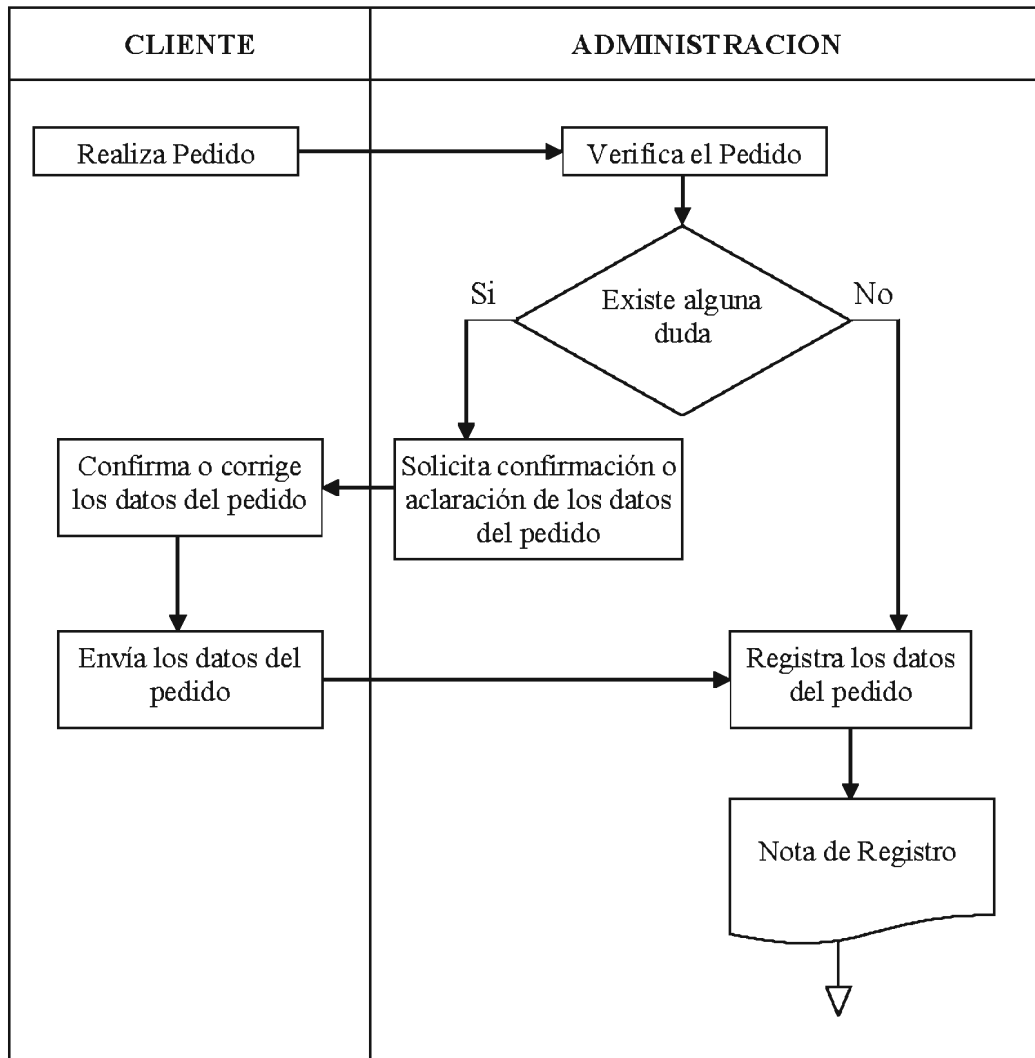 CLIENTE
ADMINISTRACION
Realiza Pedido
Verifica el Pedido
Existe alguna
duda
Si
No
Solicita confirmación o
aclaración de los datos
del pedido
Confirma o corrige
los datos del pedido
Envía los datos del
pedido
Registra los datos
del pedido
Nota de Registro